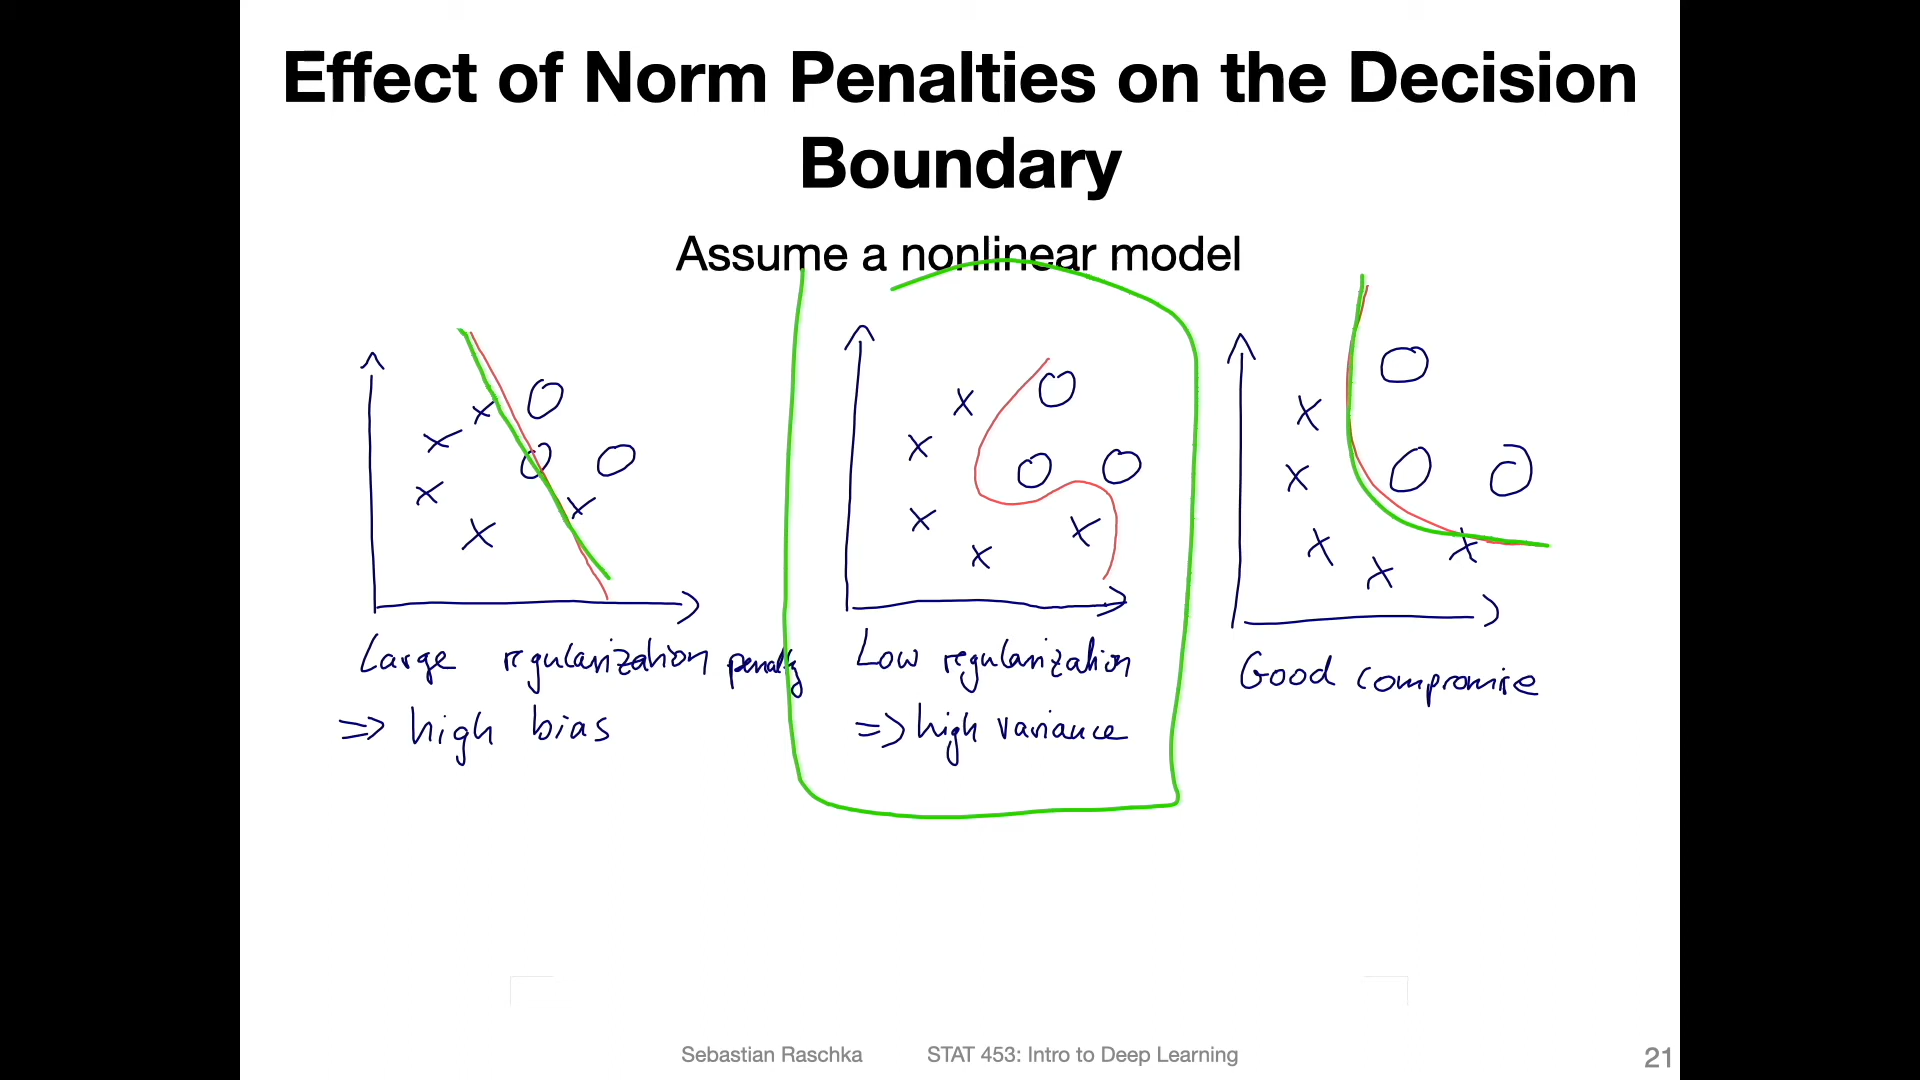 Effect of Norm Penalties on the Decision
Boundary
Assume a nonlinear model
Large regularization penalty
=> high bias
Low regularization
=> high variance
Good compromise
Sebastian Raschka STAT 453: Intro to Deep Learning 21